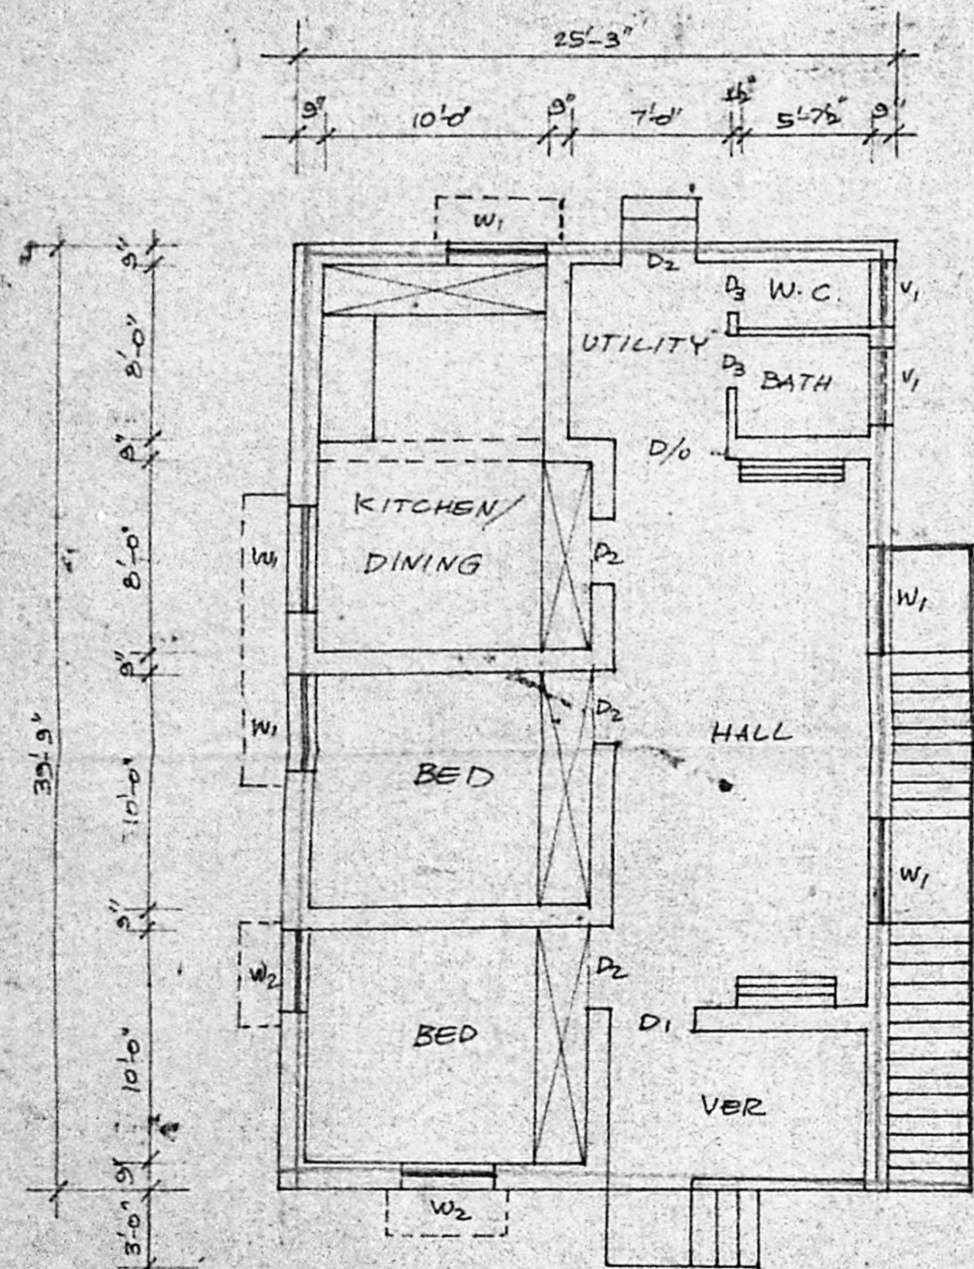 25'-3"
9" 10'-0" 9" 7'-0" 4½" 5'-7½" 9"
W1
D2
9"
D3 W.C. V1
UTILITY
8'-0"
D3 BATH V1
D/O
9"
KITCHEN/
DINING
8'-0"
W1
D2
W1
9"
D2
W1
HALL
39'-9"
BED
10'-0"
W1
9"
W2
D2
BED
D1
10'-0"
VER
9"
W2
3'-0"